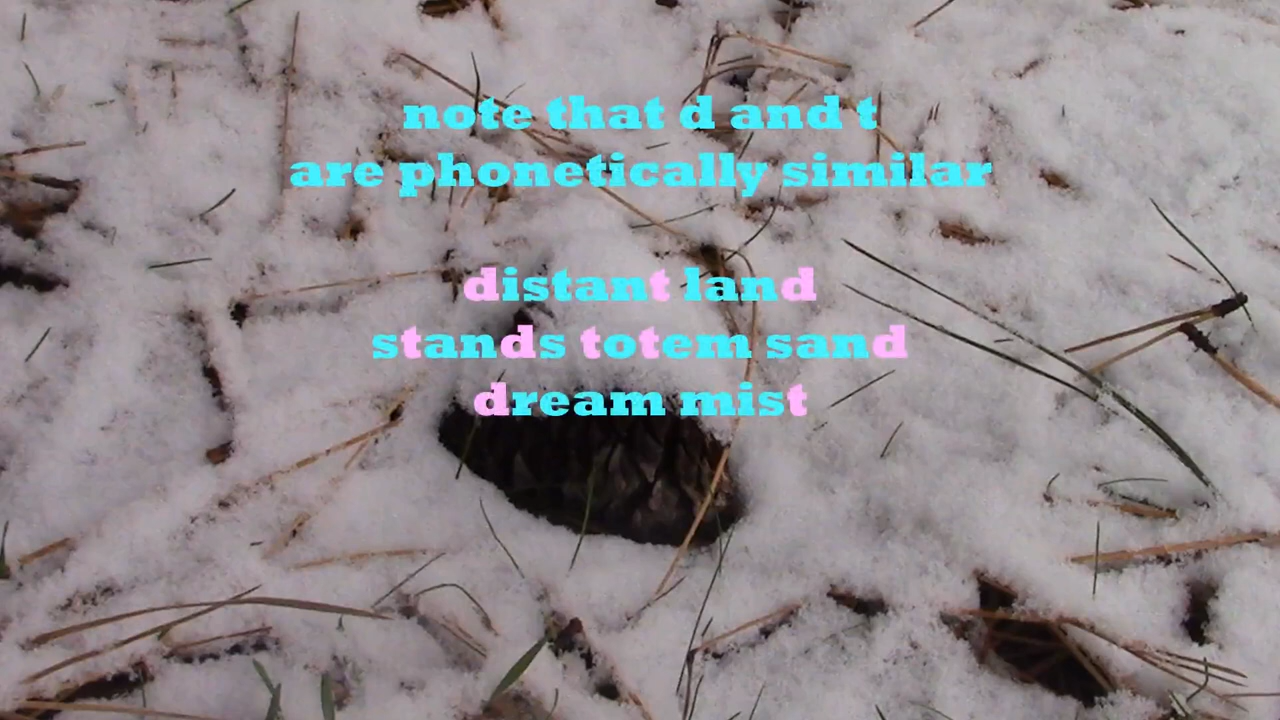 note that d and t
are phonetically similar
distant land
stands totem sand
dream mist